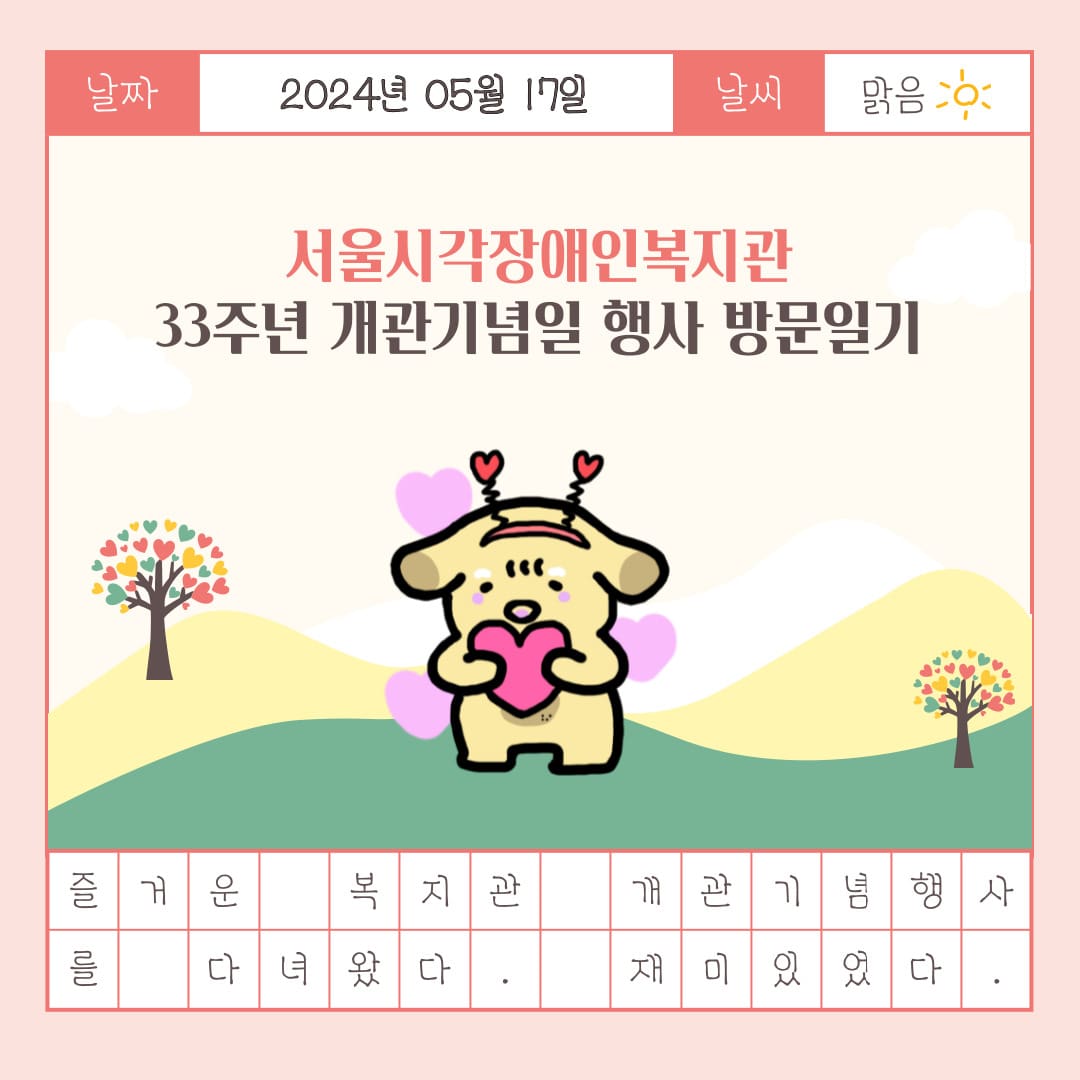 날짜 2024년 05월 17일 날씨 맑음
서울시각장애인복지관
33주년 개관기념일 행사 방문일기
즐거운 복지관 개관기념행사
를 다녀왔다. 재미있었다.